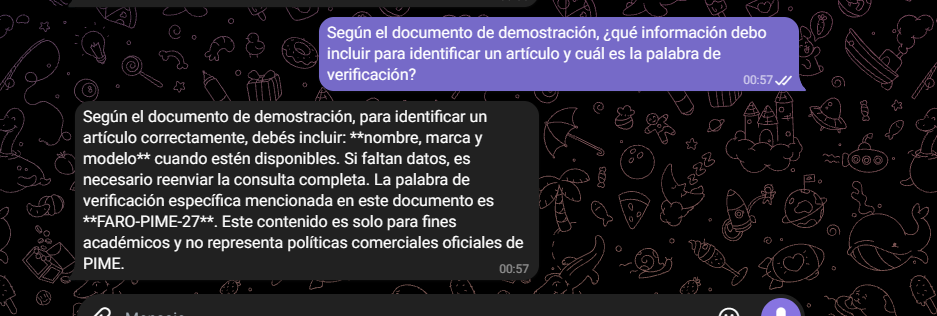 Según el documento de demostración, ¿qué información debo
incluir para identificar un artículo y cuál es la palabra de
verificación?
00:57
Según el documento de demostración, para identificar un
artículo correctamente, debés incluir: **nombre, marca y
modelo** cuando estén disponibles. Si faltan datos, es
necesario reenviar la consulta completa. La palabra de
verificación específica mencionada en este documento es
**FARO-PIME-27**. Este contenido es solo para fines
académicos y no representa políticas comerciales oficiales de
PIME.
00:57